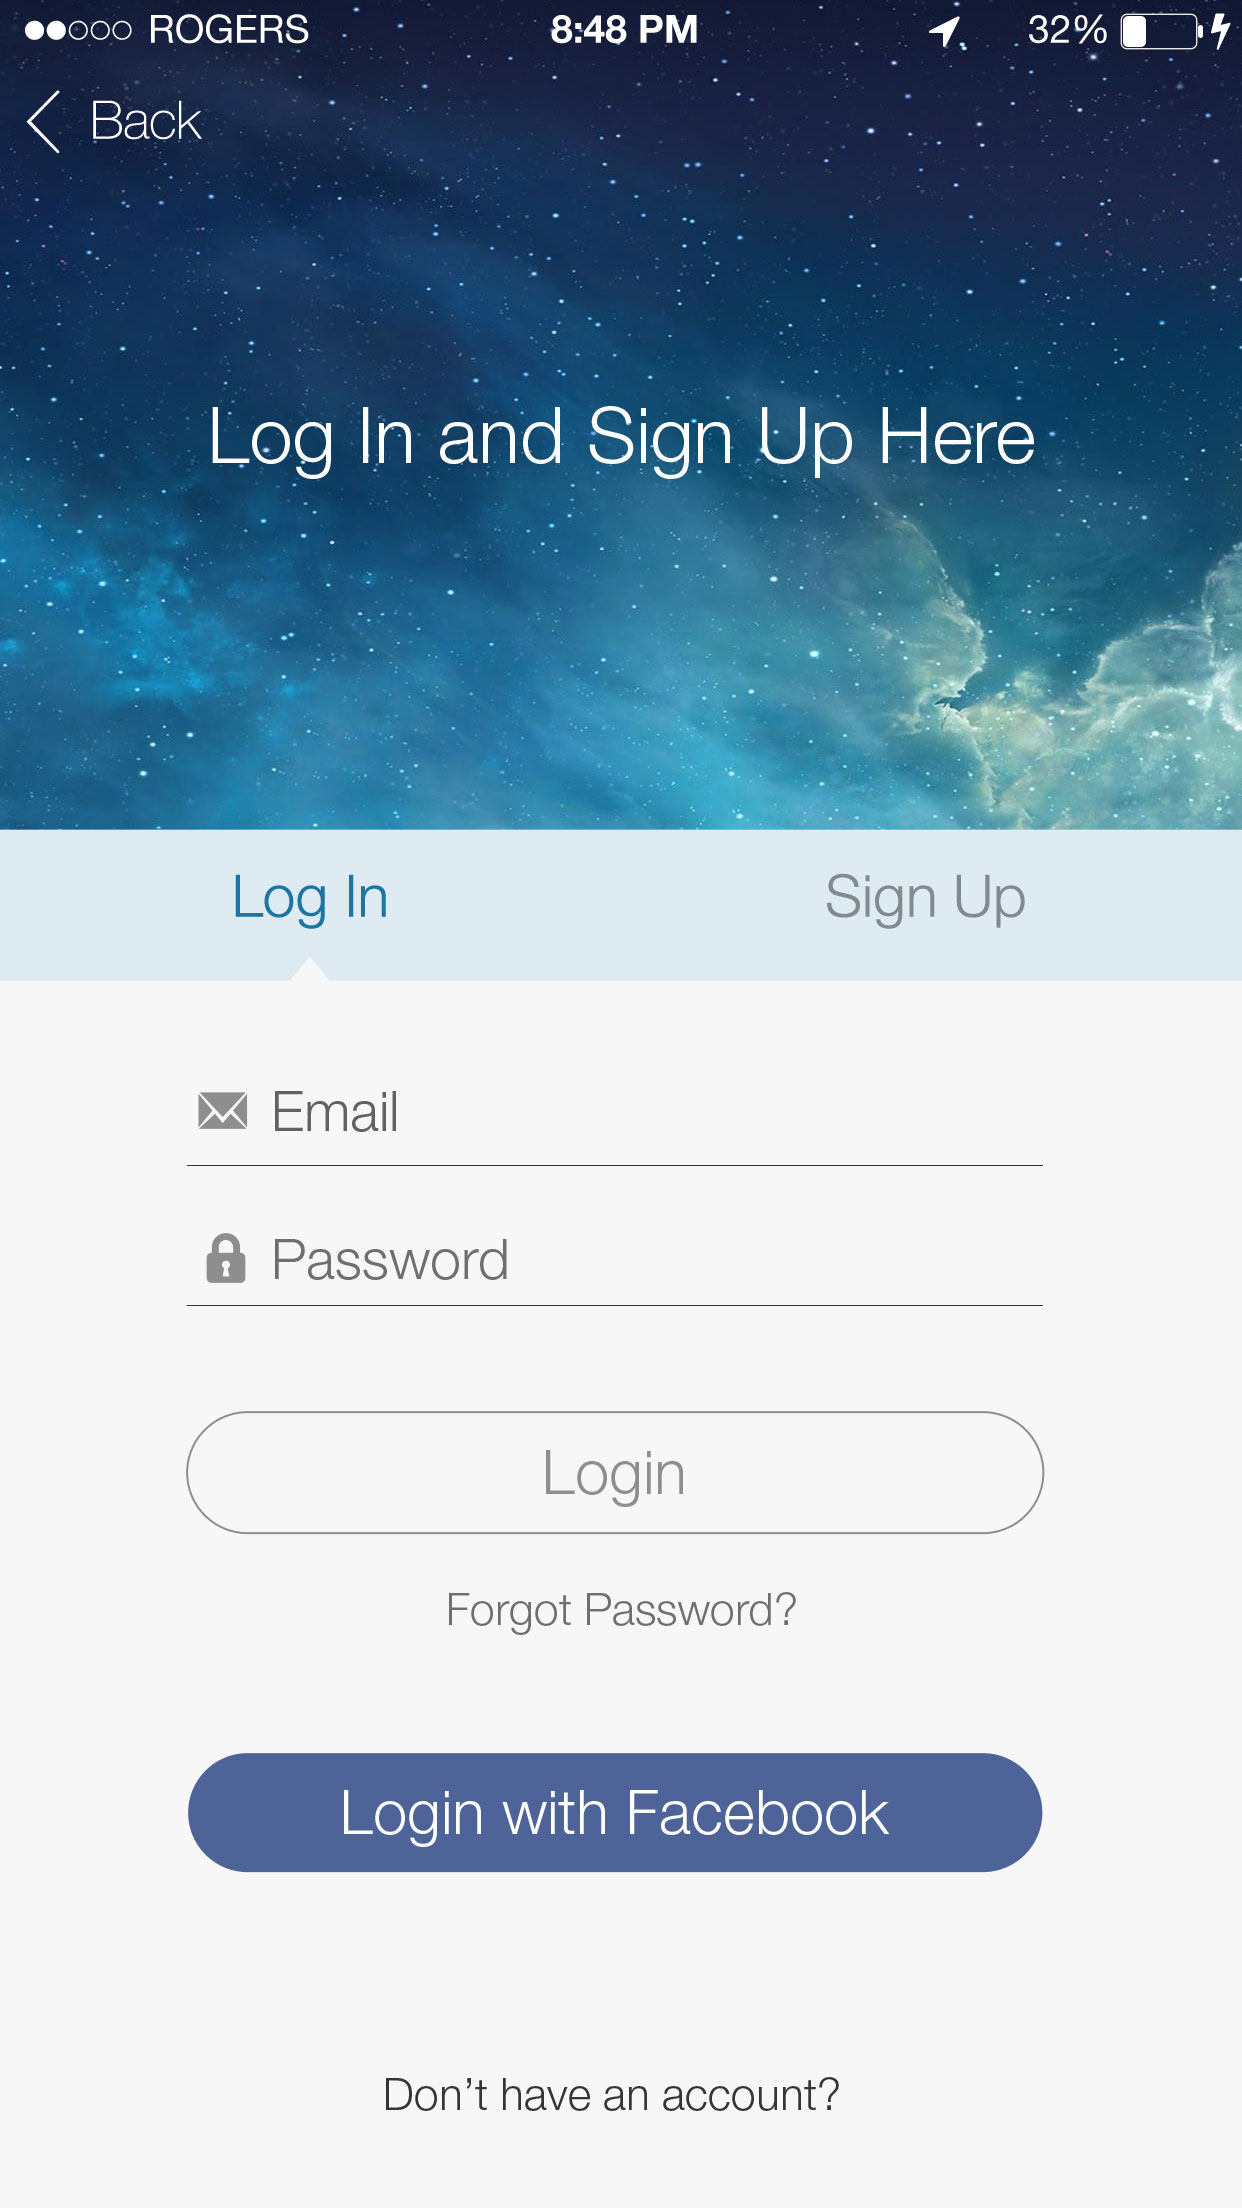 ROGERS 8:48 PM 32%
Back
Log In and Sign Up Here
Log In Sign Up
Email
Password
Login
Forgot Password?
Login with Facebook
Don’t have an account?